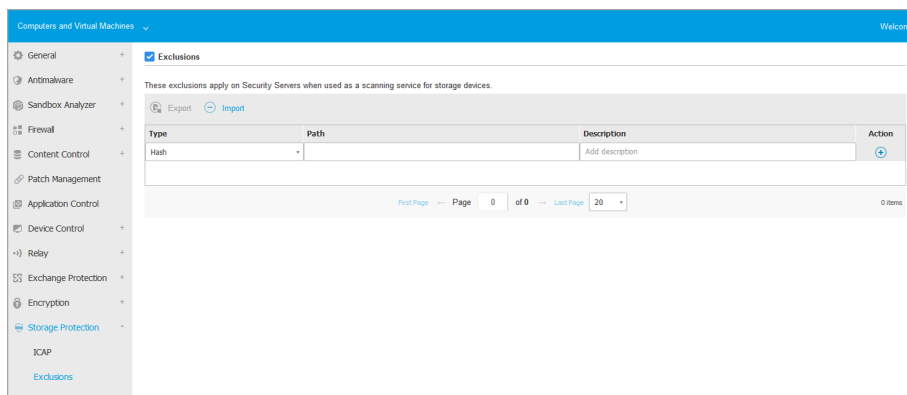 Computers and Virtual Machines
Welcom
General +
Exclusions
Antimalware +
These exclusions apply on Security Servers when used as a scanning service for storage devices.
Sandbox Analyzer +
Export Import
Firewall +
Type Path Description Action
Content Control +
Hash Add description
Patch Management
Application Control
First Page ← Page 0 of 0 → Last Page 20 0 items
Device Control +
Relay +
Exchange Protection +
Encryption +
Storage Protection -
ICAP
Exclusions